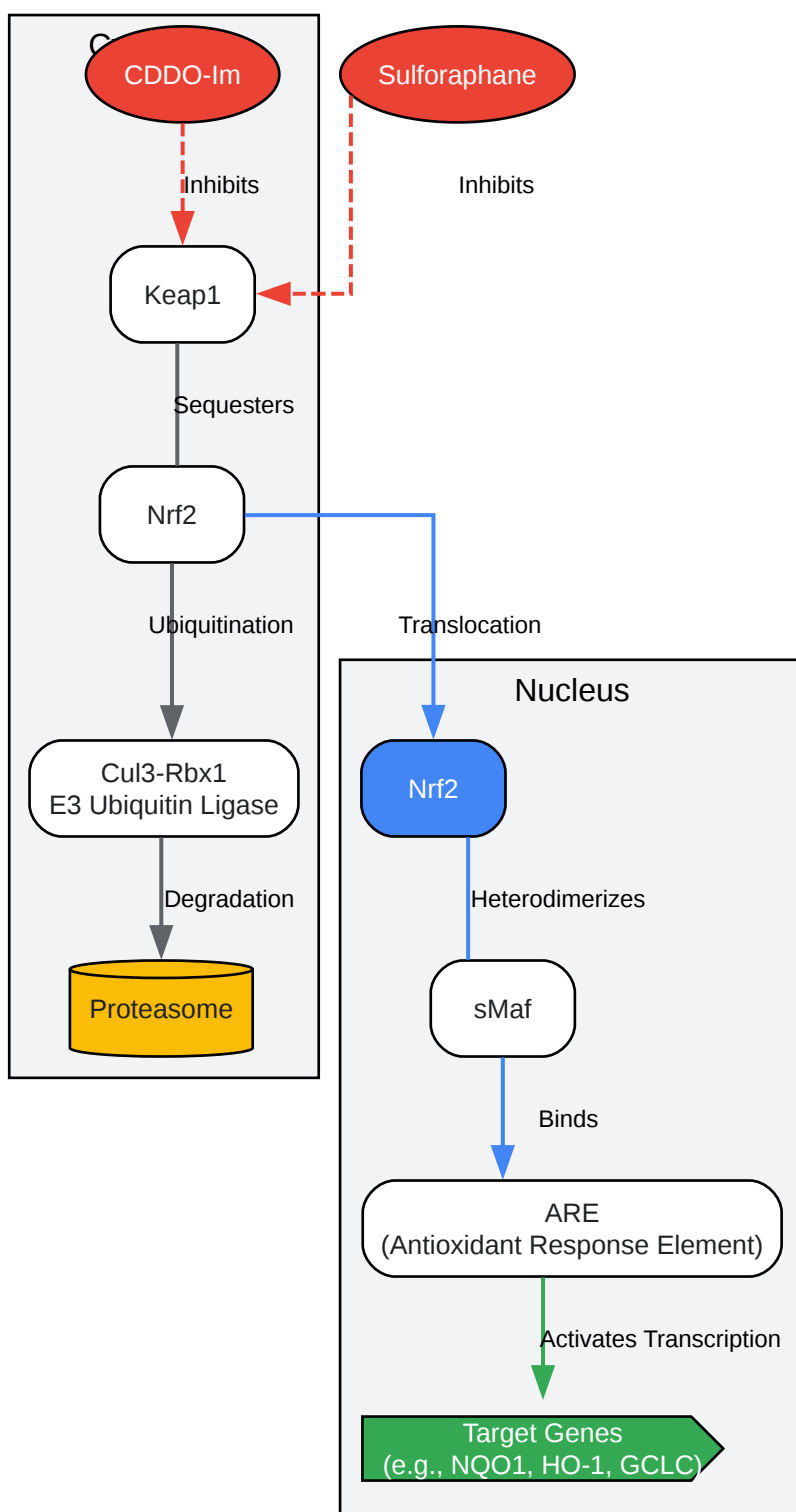 CDDO-Im
Sulforaphane
Inhibits
Inhibits
Keap1
Sequesters
Nrf2
Ubiquitination
Translocation
Nucleus
Cul3-Rbx1
E3 Ubiquitin Ligase
Nrf2
Degradation
Heterodimerizes
Proteasome
sMaf
Binds
ARE
(Antioxidant Response Element)
Activates Transcription
Target Genes
(e.g., NQO1, HO-1, GCLC)